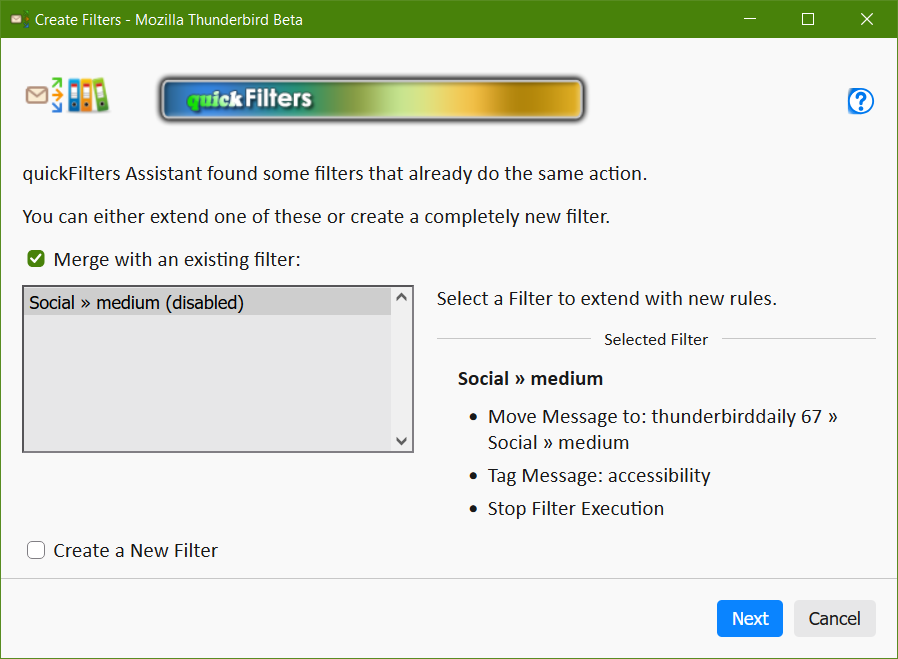 Create Filters - Mozilla Thunderbird Beta
quickFilters
quickFilters Assistant found some filters that already do the same action.
You can either extend one of these or create a completely new filter.
Merge with an existing filter:
Social » medium (disabled)
Select a Filter to extend with new rules.
Selected Filter
Social » medium
• Move Message to: thunderbirddaily 67 »
Social » medium
• Tag Message: accessibility
• Stop Filter Execution
Create a New Filter
Next
Cancel